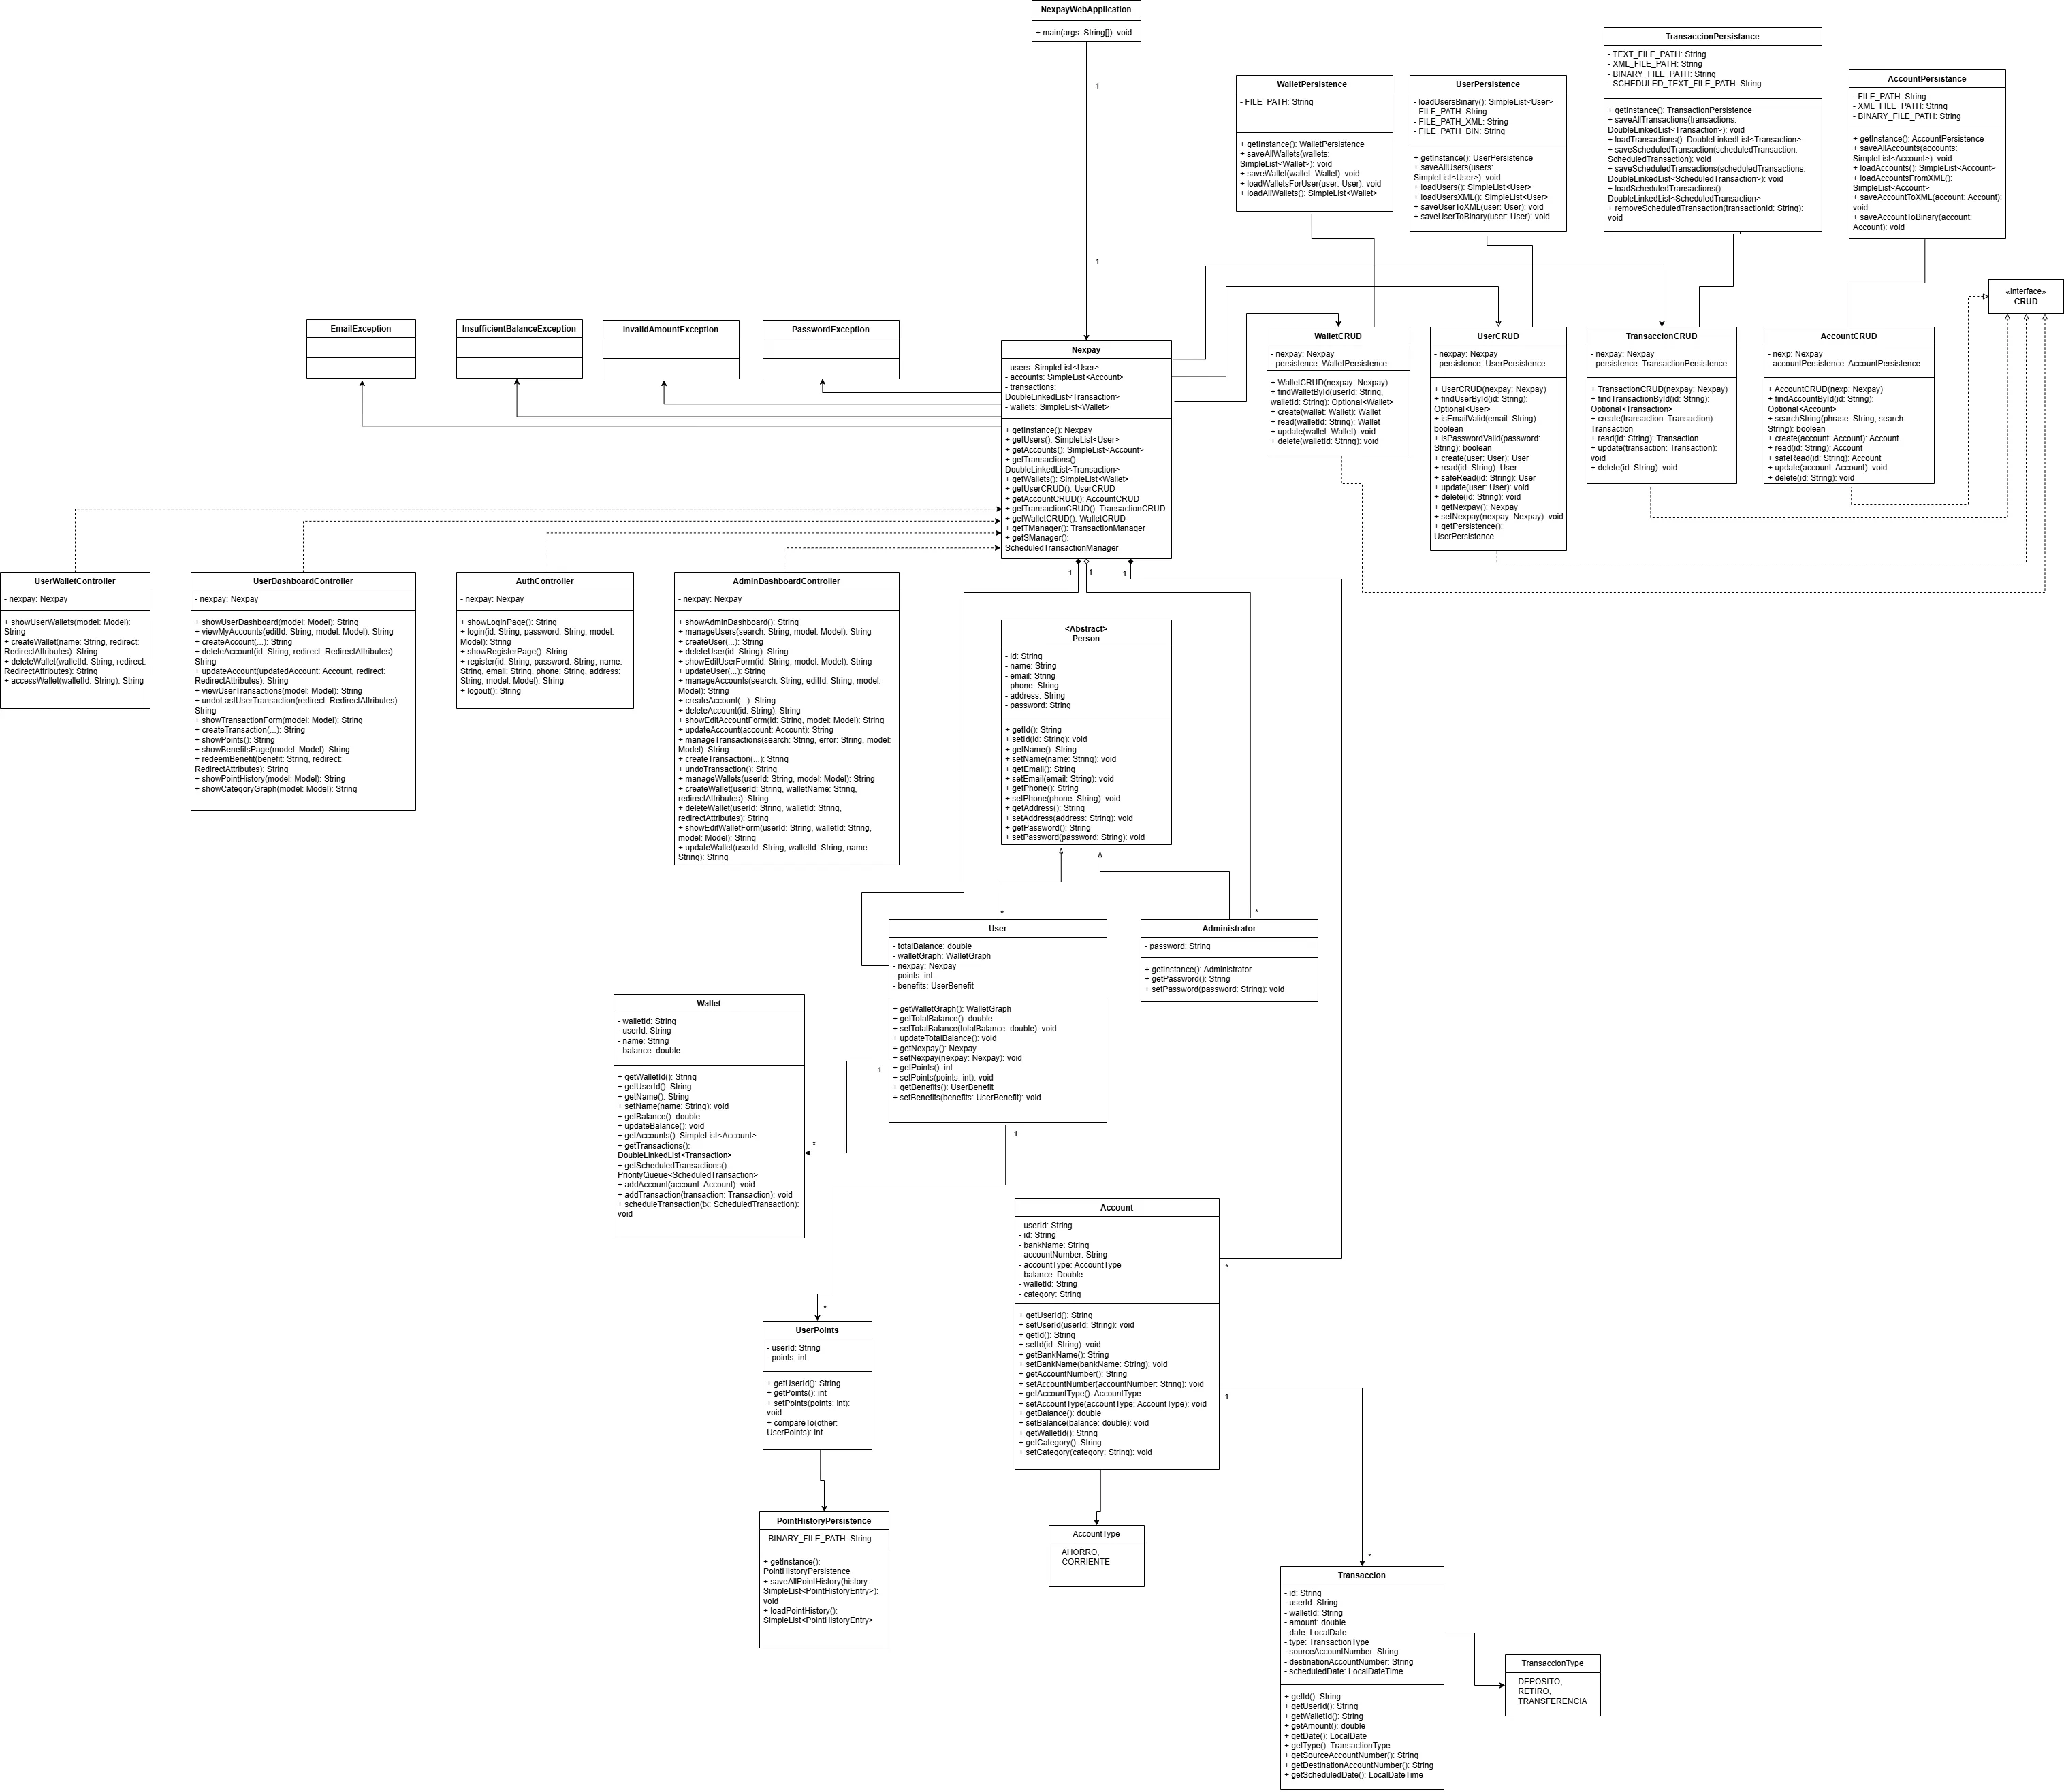 NexpayWebApplication
+ main(args: String[]): void
1
1
WalletPersistence
- FILE_PATH: String
+ getInstance(): WalletPersistence
+ saveAllWallets(wallets:
SimpleList<Wallet>): void
+ saveWallet(wallet: Wallet): void
+ loadWalletsForUser(user: User): void
+ loadAllWallets(): SimpleList<Wallet>
UserPersistence
- loadUsersBinary(): SimpleList<User>
- FILE_PATH: String
- FILE_PATH_XML: String
- FILE_PATH_BIN: String
+ getInstance(): UserPersistence
+ saveAllUsers(users:
SimpleList<User>): void
+ loadUsers(): SimpleList<User>
+ loadUsersXML(): SimpleList<User>
+ saveUserToXML(user: User): void
+ saveUserToBinary(user: User): void
TransaccionPersistance
- TEXT_FILE_PATH: String
- XML_FILE_PATH: String
- BINARY_FILE_PATH: String
- SCHEDULED_TEXT_FILE_PATH: String
+ getInstance(): TransactionPersistence
+ saveAllTransactions(transactions:
DoubleLinkedList<Transaction>): void
+ loadTransactions(): DoubleLinkedList<Transaction>
+ saveScheduledTransaction(scheduledTransaction:
ScheduledTransaction): void
+ saveScheduledTransactions(scheduledTransactions:
DoubleLinkedList<ScheduledTransaction>): void
+ loadScheduledTransactions():
DoubleLinkedList<ScheduledTransaction>
+ removeScheduledTransaction(transactionId: String):
void
AccountPersistance
- FILE_PATH: String
- XML_FILE_PATH: String
- BINARY_FILE_PATH: String
+ getInstance(): AccountPersistence
+ saveAllAccounts(accounts:
SimpleList<Account>): void
+ loadAccounts(): SimpleList<Account>
+ loadAccountsFromXML():
SimpleList<Account>
+ saveAccountToXML(account: Account):
void
+ saveAccountToBinary(account:
Account): void
«interface»
CRUD
EmailException
InsufficientBalanceException
InvalidAmountException
PasswordException
Nexpay
- users: SimpleList<User>
- accounts: SimpleList<Account>
- transactions:
DoubleLinkedList<Transaction>
- wallets: SimpleList<Wallet>
+ getInstance(): Nexpay
+ getUsers(): SimpleList<User>
+ getAccounts(): SimpleList<Account>
+ getTransactions():
DoubleLinkedList<Transaction>
+ getWallets(): SimpleList<Wallet>
+ getUserCRUD(): UserCRUD
+ getAccountCRUD(): AccountCRUD
+ getTransactionCRUD(): TransactionCRUD
+ getWalletCRUD(): WalletCRUD
+ getTManager(): TransactionManager
+ getSManager():
ScheduledTransactionManager
1
1
1
WalletCRUD
- nexpay: Nexpay
- persistence: WalletPersistence
+ WalletCRUD(nexpay: Nexpay)
+ findWalletById(userId: String,
walletId: String): Optional<Wallet>
+ create(wallet: Wallet): Wallet
+ read(walletId: String): Wallet
+ update(wallet: Wallet): void
+ delete(walletId: String): void
UserCRUD
- nexpay: Nexpay
- persistence: UserPersistence
+ UserCRUD(nexpay: Nexpay)
+ findUserById(id: String):
Optional<User>
+ isEmailValid(email: String):
boolean
+ isPasswordValid(password:
String): boolean
+ create(user: User): User
+ read(id: String): User
+ safeRead(id: String): User
+ update(user: User): void
+ delete(id: String): void
+ getNexpay(): Nexpay
+ setNexpay(nexpay: Nexpay): void
+ getPersistence():
UserPersistence
TransaccionCRUD
- nexpay: Nexpay
- persistence: TransactionPersistence
+ TransactionCRUD(nexpay: Nexpay)
+ findTransactionById(id: String):
Optional<Transaction>
+ create(transaction: Transaction):
Transaction
+ read(id: String): Transaction
+ update(transaction: Transaction):
void
+ delete(id: String): void
AccountCRUD
- nexp: Nexpay
- accountPersistence: AccountPersistence
+ AccountCRUD(nexp: Nexpay)
+ findAccountById(id: String):
Optional<Account>
+ searchString(phrase: String, search:
String): boolean
+ create(account: Account): Account
+ read(id: String): Account
+ safeRead(id: String): Account
+ update(account: Account): void
+ delete(id: String): void
UserWalletController
- nexpay: Nexpay
+ showUserWallets(model: Model):
String
+ createWallet(name: String, redirect:
RedirectAttributes): String
+ deleteWallet(walletId: String, redirect:
RedirectAttributes): String
+ accessWallet(walletId: String): String
UserDashboardController
- nexpay: Nexpay
+ showUserDashboard(model: Model): String
+ viewMyAccounts(editId: String, model: Model): String
+ createAccount(...): String
+ deleteAccount(id: String, redirect: RedirectAttributes):
String
+ updateAccount(updatedAccount: Account, redirect:
RedirectAttributes): String
+ viewUserTransactions(model: Model): String
+ undoLastUserTransaction(redirect: RedirectAttributes):
String
+ showTransactionForm(model: Model): String
+ createTransaction(...): String
+ showPoints(): String
+ showBenefitsPage(model: Model): String
+ redeemBenefit(benefit: String, redirect:
RedirectAttributes): String
+ showPointHistory(model: Model): String
+ showCategoryGraph(model: Model): String
AuthController
- nexpay: Nexpay
+ showLoginPage(): String
+ login(id: String, password: String, model:
Model): String
+ showRegisterPage(): String
+ register(id: String, password: String, name:
String, email: String, phone: String, address:
String, model: Model): String
+ logout(): String
AdminDashboardController
- nexpay: Nexpay
+ showAdminDashboard(): String
+ manageUsers(search: String, model: Model): String
+ createUser(...): String
+ deleteUser(id: String): String
+ showEditUserForm(id: String, model: Model): String
+ updateUser(...): String
+ manageAccounts(search: String, editId: String, model:
Model): String
+ createAccount(...): String
+ deleteAccount(id: String): String
+ showEditAccountForm(id: String, model: Model): String
+ updateAccount(account: Account): String
+ manageTransactions(search: String, error: String, model:
Model): String
+ createTransaction(...): String
+ undoTransaction(): String
+ manageWallets(userId: String, model: Model): String
+ createWallet(userId: String, walletName: String,
redirectAttributes): String
+ deleteWallet(userId: String, walletId: String,
redirectAttributes): String
+ showEditWalletForm(userId: String, walletId: String,
model: Model): String
+ updateWallet(userId: String, walletId: String, name:
String): String
<Abstract>
Person
- id: String
- name: String
- email: String
- phone: String
- address: String
- password: String
+ getId(): String
+ setId(id: String): void
+ getName(): String
+ setName(name: String): void
+ getEmail(): String
+ setEmail(email: String): void
+ getPhone(): String
+ setPhone(phone: String): void
+ getAddress(): String
+ setAddress(address: String): void
+ getPassword(): String
+ setPassword(password: String): void
*
*
User
- totalBalance: double
- walletGraph: WalletGraph
- nexpay: Nexpay
- points: int
- benefits: UserBenefit
+ getWalletGraph(): WalletGraph
+ getTotalBalance(): double
+ setTotalBalance(totalBalance: double): void
+ updateTotalBalance(): void
+ getNexpay(): Nexpay
+ setNexpay(nexpay: Nexpay): void
+ getPoints(): int
+ setPoints(points: int): void
+ getBenefits(): UserBenefit
+ setBenefits(benefits: UserBenefit): void
Administrator
- password: String
+ getInstance(): Administrator
+ getPassword(): String
+ setPassword(password: String): void
Wallet
- walletId: String
- userId: String
- name: String
- balance: double
+ getWalletId(): String
+ getUserId(): String
+ getName(): String
+ setName(name: String): void
+ getBalance(): double
+ updateBalance(): void
+ getAccounts(): SimpleList<Account>
+ getTransactions():
DoubleLinkedList<Transaction>
+ getScheduledTransactions():
PriorityQueue<ScheduledTransaction>
+ addAccount(account: Account): void
+ addTransaction(transaction: Transaction): void
+ scheduleTransaction(tx: ScheduledTransaction):
void
1
*
1
Account
- userId: String
- id: String
- bankName: String
- accountNumber: String
- accountType: AccountType
- balance: Double
- walletId: String
- category: String
+ getUserId(): String
+ setUserId(userId: String): void
+ getId(): String
+ setId(id: String): void
+ getBankName(): String
+ setBankName(bankName: String): void
+ getAccountNumber(): String
+ setAccountNumber(accountNumber: String): void
+ getAccountType(): AccountType
+ setAccountType(accountType: AccountType): void
+ getBalance(): double
+ setBalance(balance: double): void
+ getWalletId(): String
+ getCategory(): String
+ setCategory(category: String): void
*
1
*
UserPoints
- userId: String
- points: int
+ getUserId(): String
+ getPoints(): int
+ setPoints(points: int):
void
+ compareTo(other:
UserPoints): int
PointHistoryPersistence
- BINARY_FILE_PATH: String
+ getInstance():
PointHistoryPersistence
+ saveAllPointHistory(history:
SimpleList<PointHistoryEntry>):
void
+ loadPointHistory():
SimpleList<PointHistoryEntry>
AccountType
AHORRO,
CORRIENTE
*
Transaccion
- id: String
- userId: String
- walletId: String
- amount: double
- date: LocalDate
- type: TransactionType
- sourceAccountNumber: String
- destinationAccountNumber: String
- scheduledDate: LocalDateTime
+ getId(): String
+ getUserId(): String
+ getWalletId(): String
+ getAmount(): double
+ getDate(): LocalDate
+ getType(): TransactionType
+ getSourceAccountNumber(): String
+ getDestinationAccountNumber(): String
+ getScheduledDate(): LocalDateTime
TransaccionType
DEPOSITO,
RETIRO,
TRANSFERENCIA